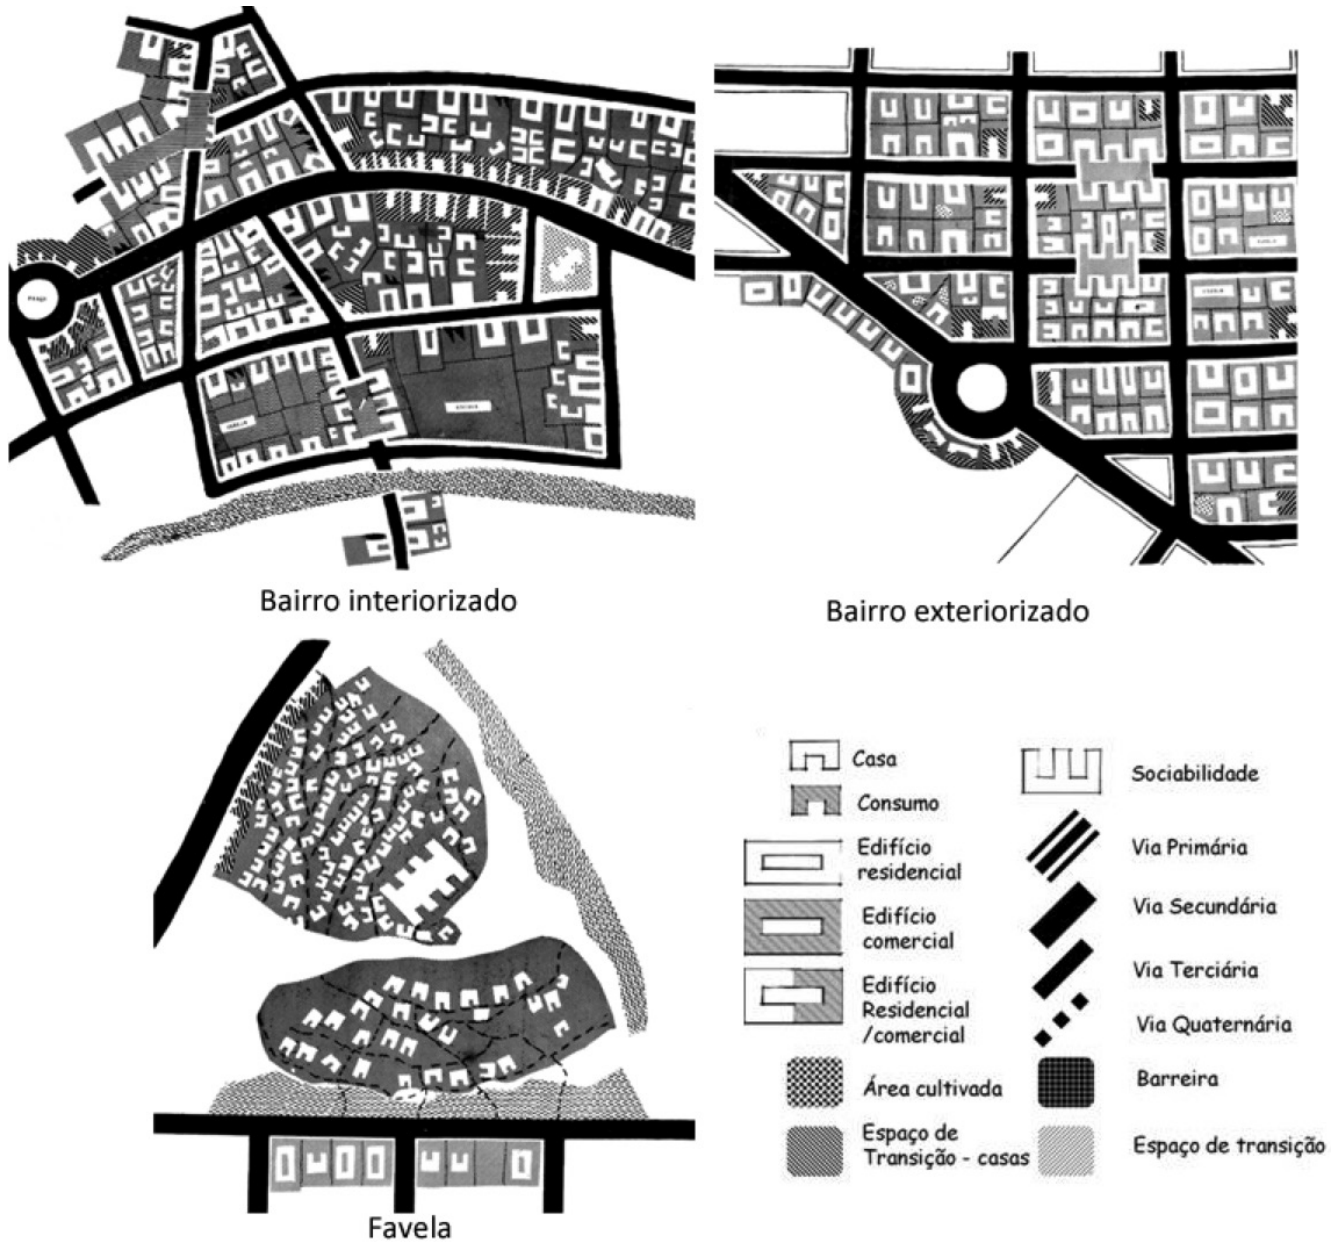 Bairro interiorizado
Bairro exteriorizado
Favela
Casa
Consumo
Edifício
residencial
Edifício
comercial
Edifício
Residencial
/comercial
Área cultivada
Espaço de
Transição - casas
Sociabilidade
Via Primária
Via Secundária
Via Terciária
Via Quaternária
Barreira
Espaço de transição